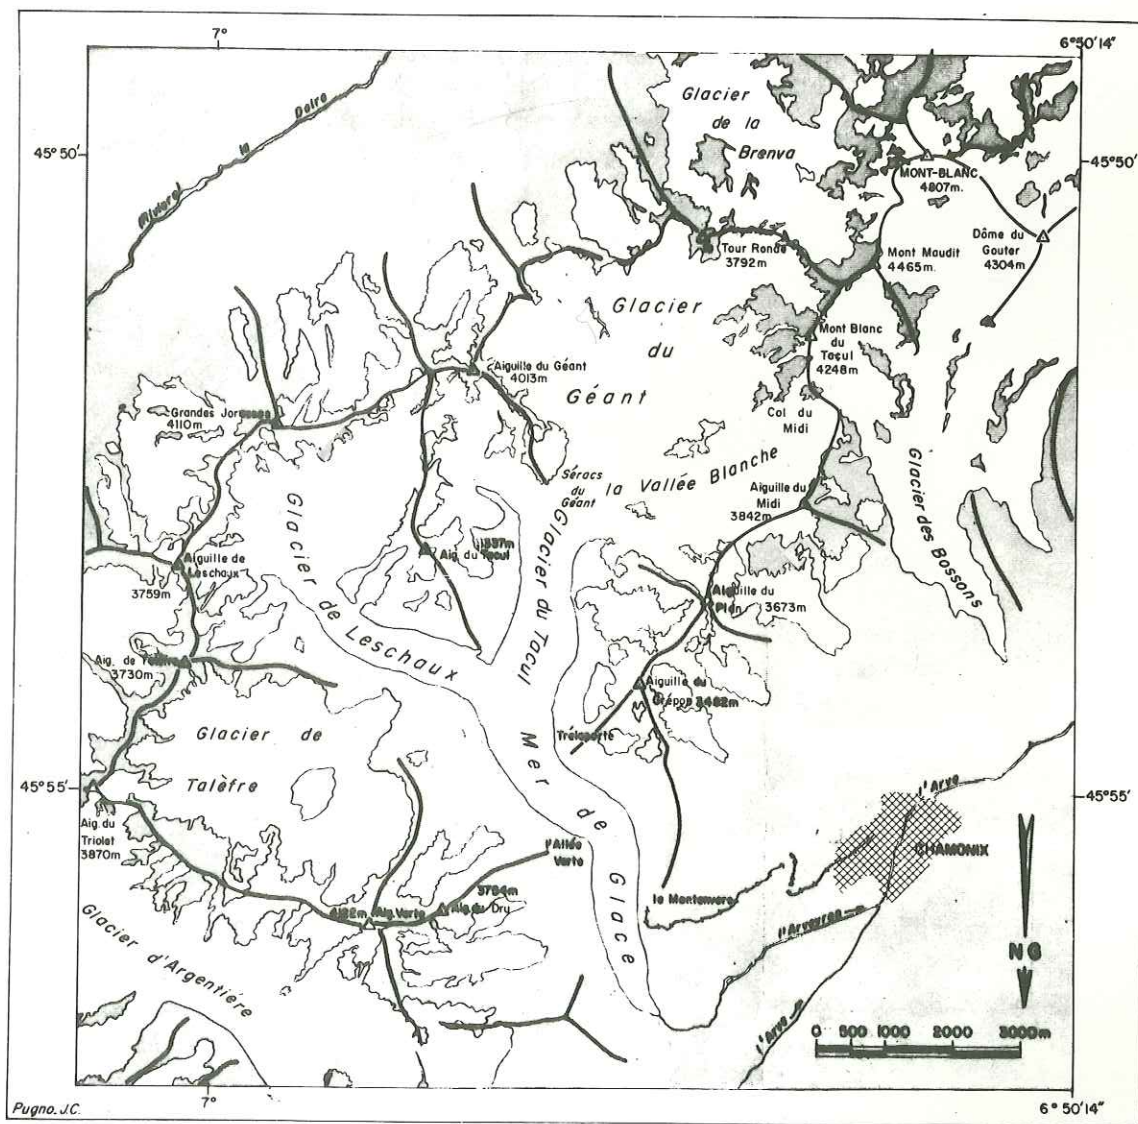 7°
6°50'14"
45°50'
45°50'
la Doire
Glacier
de la
Brenva
MONT-BLANC
4807m.
Dôme du
Gouter
4304m
Mont Maudit
4465m.
Tour Ronde
3792m
Glacier
du
Géant
Mont Blanc
du
Tacul
4248m
Aiguille du Géant
4013m
Col du
Midi
Grandes Jorasses
4110m
Séracs
du
Géant
la Vallée Blanche
Aiguille du
Midi
3842m
Glacier des Bossons
Glacier
de Leschaux
Glacier du Tacul
Aig. du Tacul
Aiguille de
Leschaux
3759m
Aiguille du
Plan
3673m
Aig. de Talèfre
3730m
Aiguille du
Grépon 3482m
Trélaporte
Glacier de
Talèfre
Mer
de
Glace
45°55'
45°55'
l'Arve
Aig. du
Triolet
3870m
CHAMONIX
l'Allée
Verte
3754m
Aig. du Dru
4122m
Aig. Verte
le Montenvers
l'Arveyron
Glacier
d'Argentière
NG
l'Arve
0 500 1000 2000 3000m
7°
6°50'14"
Pugno. J.C.